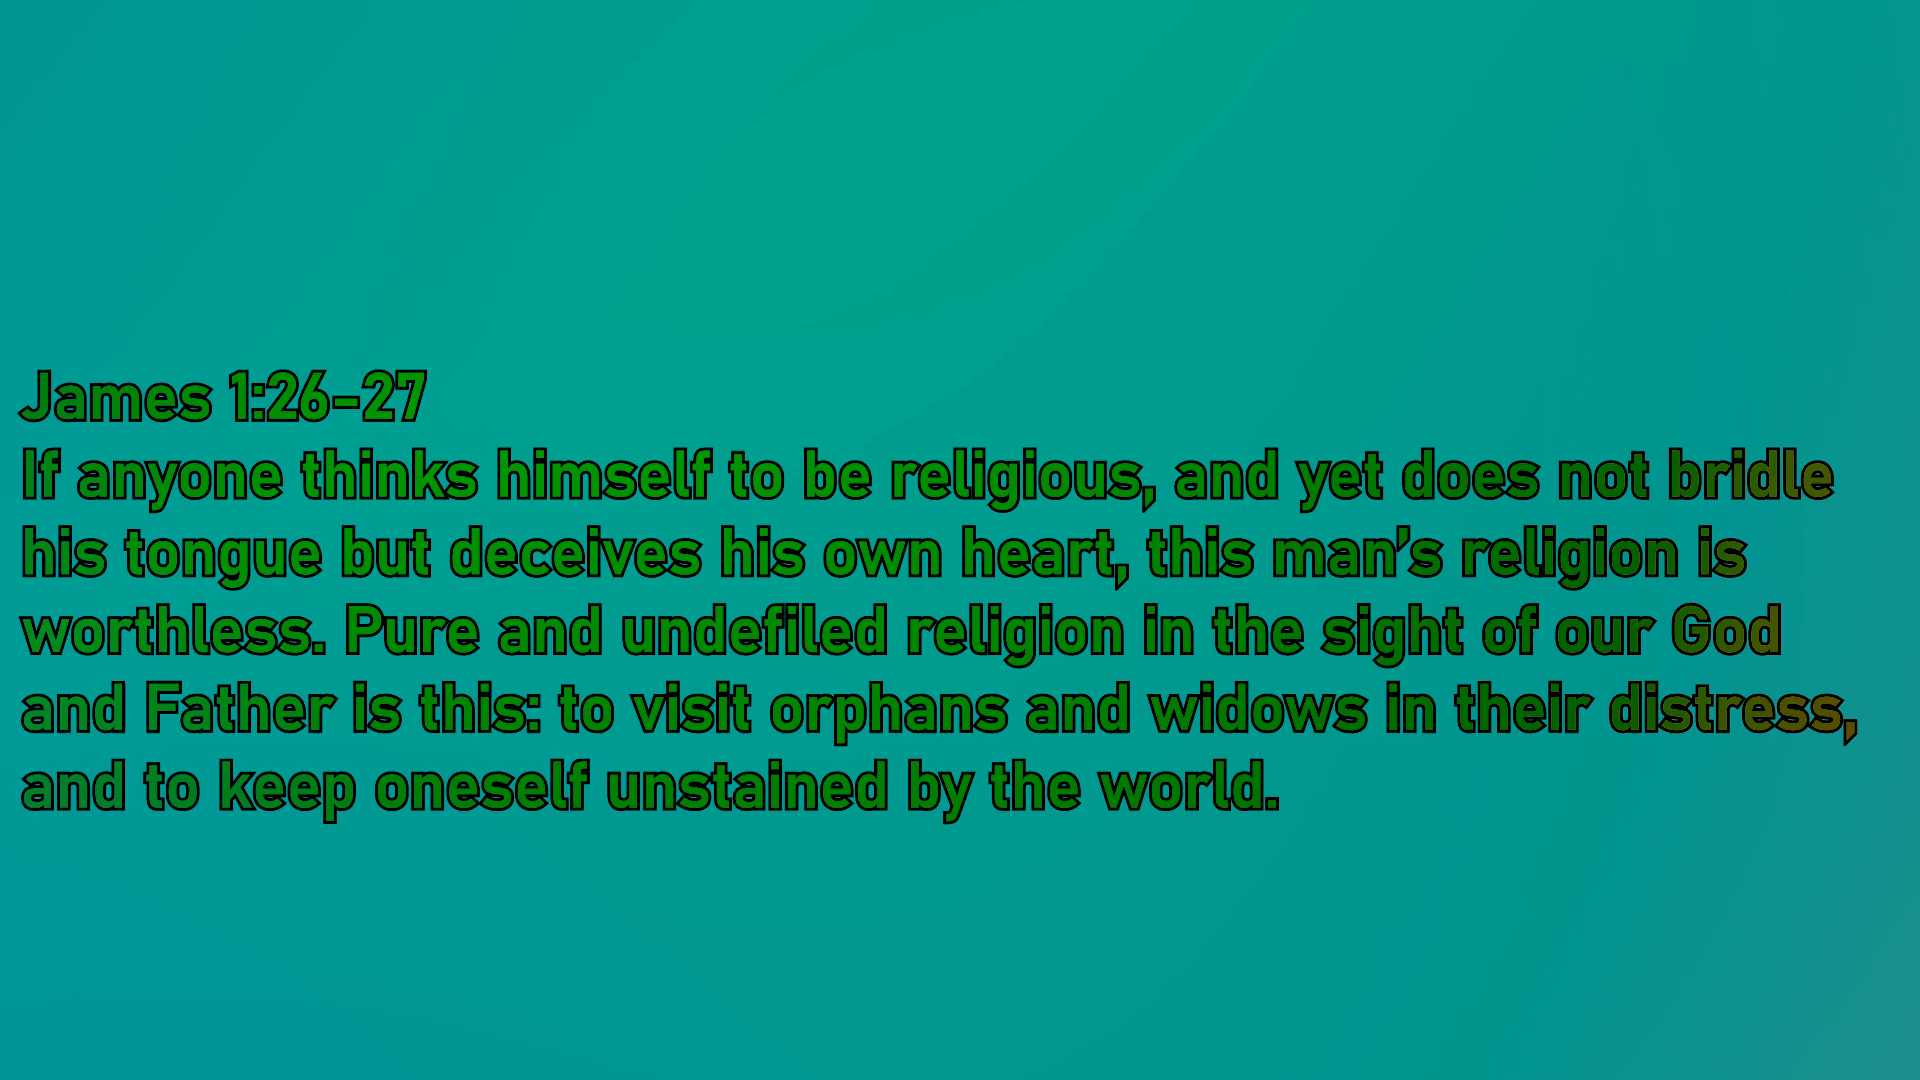 James 1:26–27
If anyone thinks himself to be religious, and yet does not bridle
his tongue but deceives his own heart, this man’s religion is
worthless. Pure and undefiled religion in the sight of our God
and Father is this: to visit orphans and widows in their distress,
and to keep oneself unstained by the world.